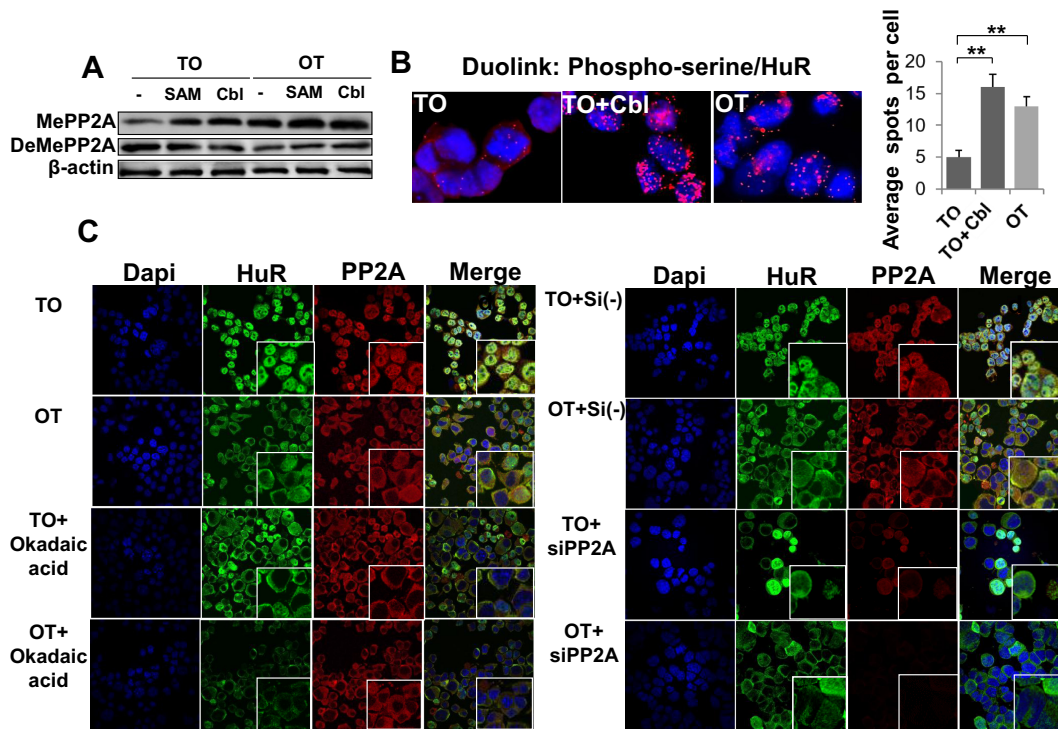 A
TO OT
- SAM Cbl - SAM Cbl
MePP2A
DeMePP2A
β-actin
B
Duolink: Phospho-serine/HuR
TO
TO+Cbl
OT
Average spots per cell
20
15
10
5
0
**
**
TO
TO+Cbl
OT
C
Dapi HuR PP2A Merge
TO
OT
TO+
Okadaic
acid
OT+
Okadaic
acid
Dapi HuR PP2A Merge
TO+Si(-)
OT+Si(-)
TO+
siPP2A
OT+
siPP2A